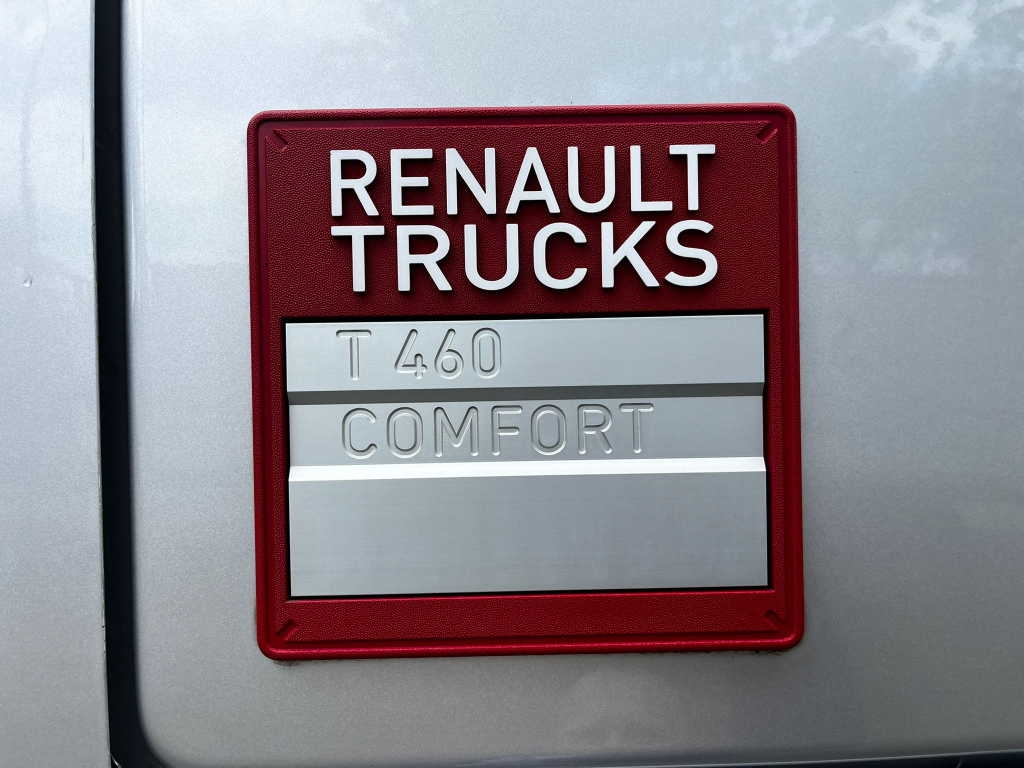 RENAULT
TRUCKS
T 460
COMFORT